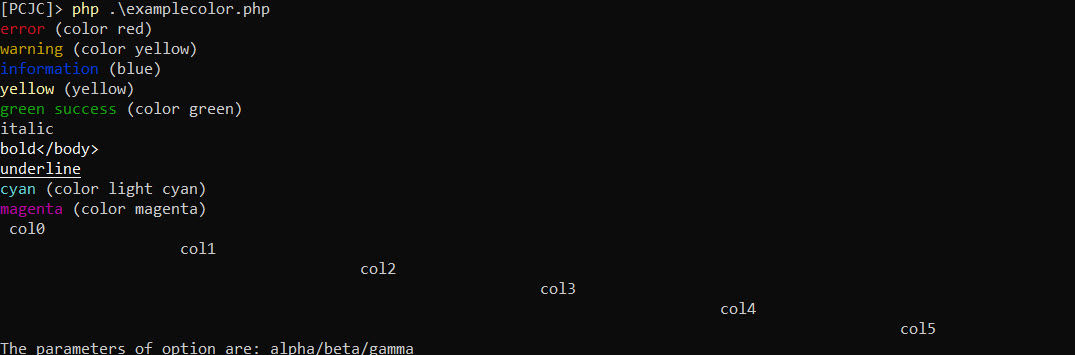 [PCJC]> php .\examplecolor.php
error (color red)
warning (color yellow)
information (blue)
yellow (yellow)
green success (color green)
italic
bold</body>
underline
cyan (color light cyan)
magenta (color magenta)
col0
col1
col2
col3
col4
col5
The parameters of option are: alpha/beta/gamma